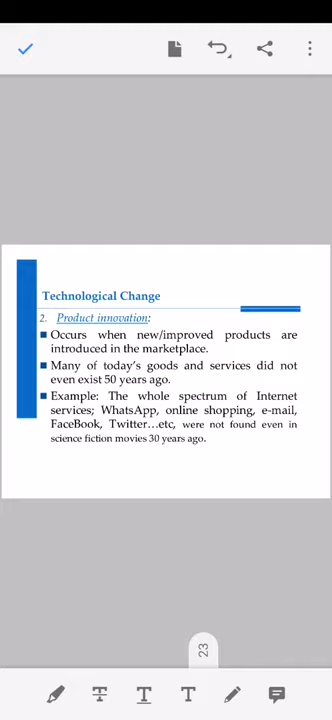 Technological Change
2. Product innovation:
■ Occurs when new/improved products are
introduced in the marketplace.
■ Many of today's goods and services did not
even exist 50 years ago.
■ Example: The whole spectrum of Internet
services; WhatsApp, online shopping, e-mail,
FaceBook, Twitter…etc, were not found even in
science fiction movies 30 years ago.
23
T T T